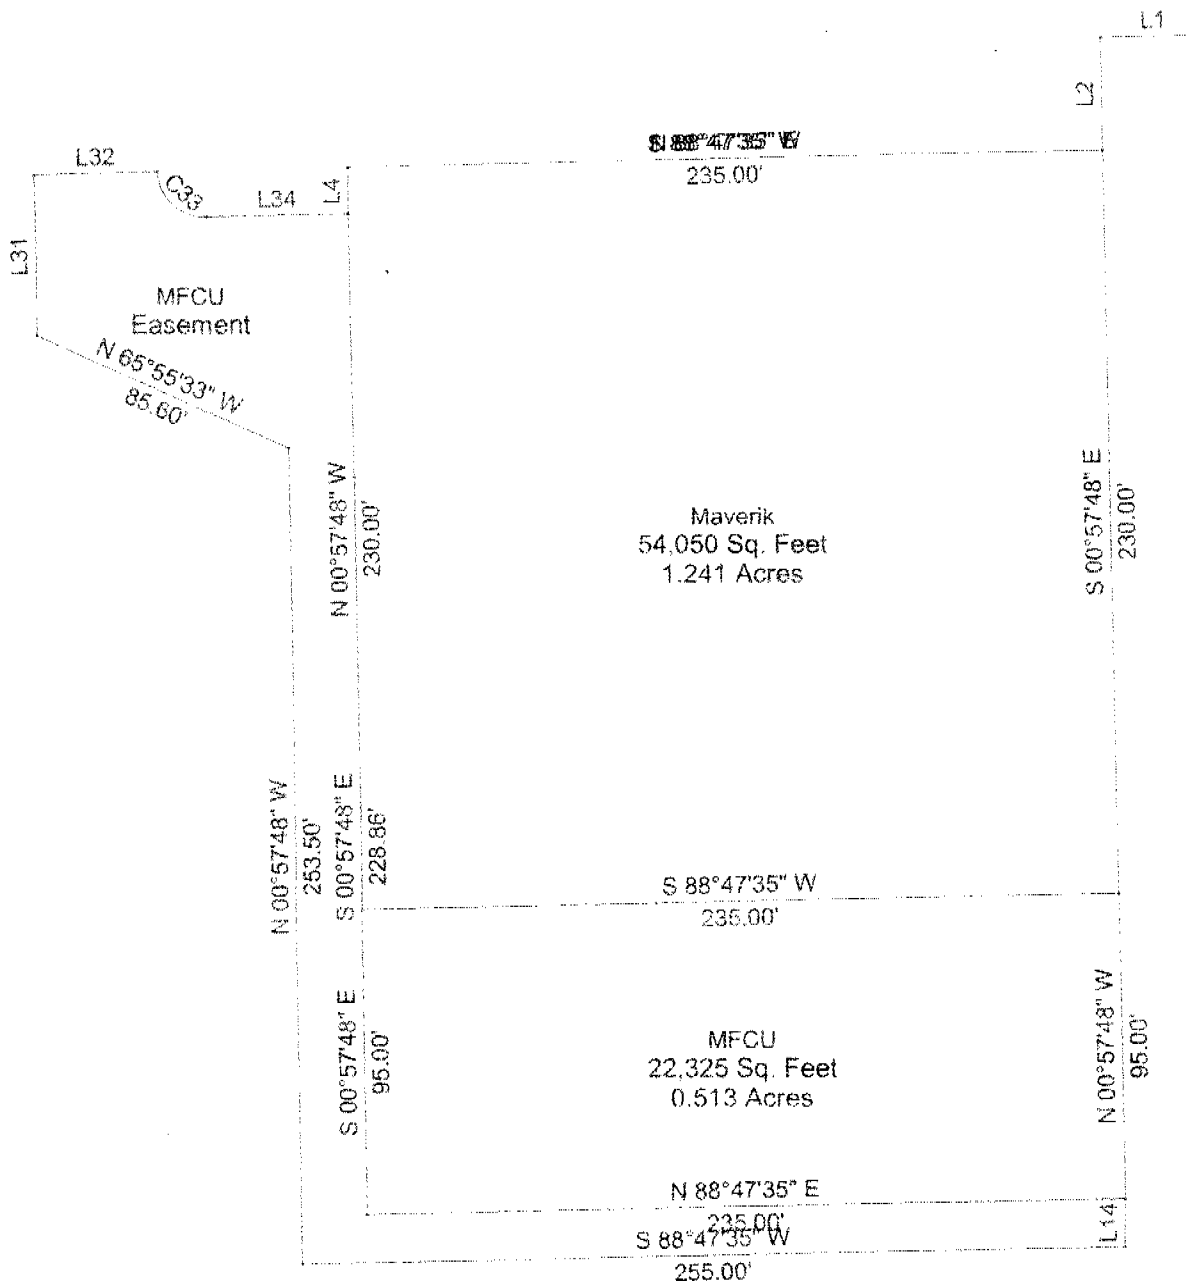 L1
L2
235.00'
L32
C33
L34
L4
L31
MFCU
Easement
N 65°55'33" W
85.60'
N 00°57'48" W
230.00'
Maverik
54,050 Sq. Feet
1.241 Acres
S 00°57'48" E
230.00'
N 00°57'48" W
253.50'
S 00°57'48" E
228.86'
S 88°47'35" W
235.00'
S 00°57'48" E
95.00'
MFCU
22,325 Sq. Feet
0.513 Acres
N 00°57'48" W
95.00'
N 88°47'35" E
235.00'
S 88°47'35" W
255.00'
L14